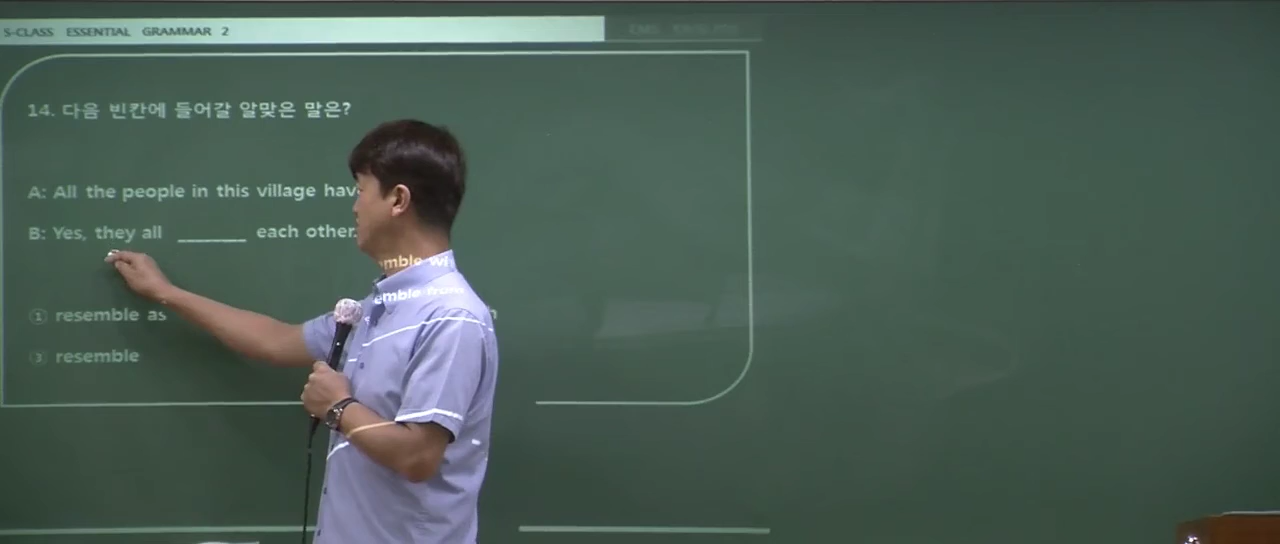 S-CLASS ESSENTIAL GRAMMAR 2
14. 다음 빈칸에 들어갈 알맞은 말은?
A: All the people in this village hav
B: Yes, they all ______ each other.
mble wi
emble from
① resemble as
③ resemble